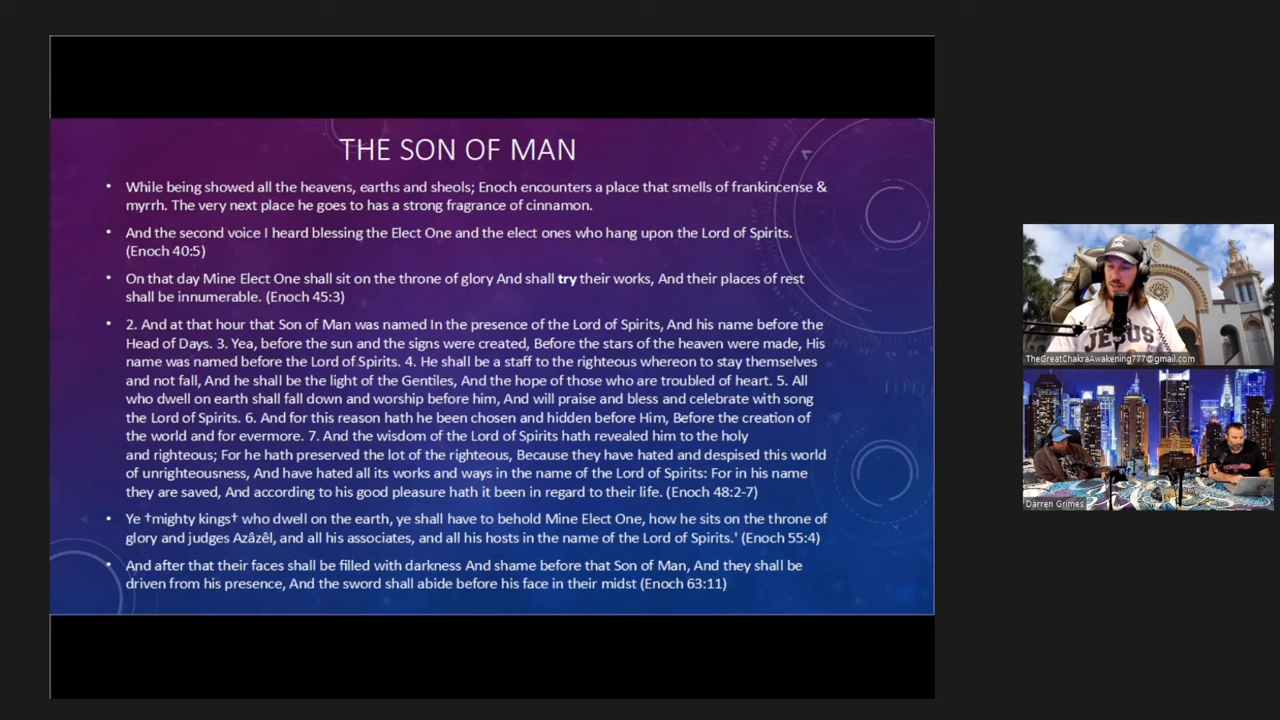 THE SON OF MAN
• While being showed all the heavens, earths and sheols; Enoch encounters a place that smells of frankincense &
myrrh. The very next place he goes to has a strong fragrance of cinnamon.
• And the second voice I heard blessing the Elect One and the elect ones who hang upon the Lord of Spirits.
(Enoch 40:5)
• On that day Mine Elect One shall sit on the throne of glory And shall try their works, And their places of rest
shall be innumerable. (Enoch 45:3)
• 2. And at that hour that Son of Man was named In the presence of the Lord of Spirits, And his name before the
Head of Days. 3. Yea, before the sun and the signs were created, Before the stars of the heaven were made, His
name was named before the Lord of Spirits. 4. He shall be a staff to the righteous whereon to stay themselves
and not fall, And he shall be the light of the Gentiles, And the hope of those who are troubled of heart. 5. All
who dwell on earth shall fall down and worship before him, And will praise and bless and celebrate with song
the Lord of Spirits. 6. And for this reason hath he been chosen and hidden before Him, Before the creation of
the world and for evermore. 7. And the wisdom of the Lord of Spirits hath revealed him to the holy
and righteous; For he hath preserved the lot of the righteous, Because they have hated and despised this world
of unrighteousness, And have hated all its works and ways in the name of the Lord of Spirits: For in his name
they are saved, And according to his good pleasure hath it been in regard to their life. (Enoch 48:2-7)
• Ye †mighty kings† who dwell on the earth, ye shall have to behold Mine Elect One, how he sits on the throne of
glory and judges Azâzêl, and all his associates, and all his hosts in the name of the Lord of Spirits.' (Enoch 55:4)
• And after that their faces shall be filled with darkness And shame before that Son of Man, And they shall be
driven from his presence, And the sword shall abide before his face in their midst (Enoch 63:11)
JESUS
TheGreatChakraAwakening777@gmail.com
Darren Grimes